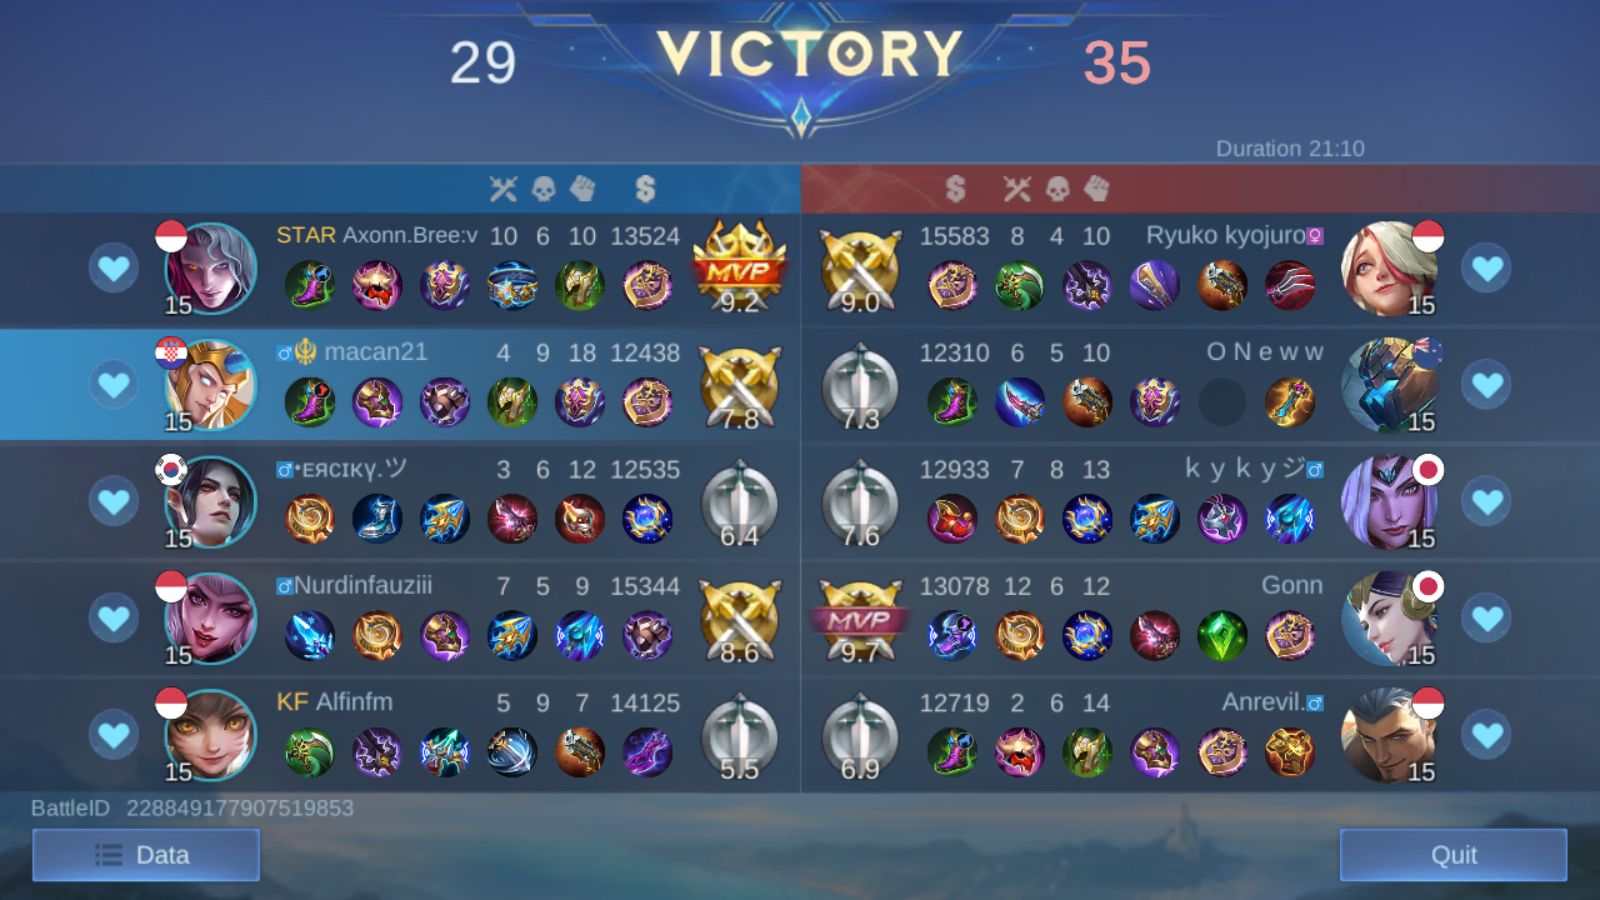 VICTORY
29
35
Duration 21:10
STAR Axonn.Bree:v 10 6 10 13524
MVP 9.2
15
9.0
15583 8 4 10 Ryuko kyojuro♀
15
♂ macan21 4 9 18 12438
7.8
15
7.3
12310 6 5 10 O N e w w
15
♂•ᴇяcɪκγ.ツ 3 6 12 12535
6.4
15
7.6
12933 7 8 13 k y k yジ♂
15
♂Nurdinfauziii 7 5 9 15344
8.6
15
MVP 9.7
13078 12 6 12 Gonn
15
KF Alfinfm 5 9 7 14125
5.5
15
6.9
12719 2 6 14 Anrevil.♂
15
BattleID 228849177907519853
Data
Quit